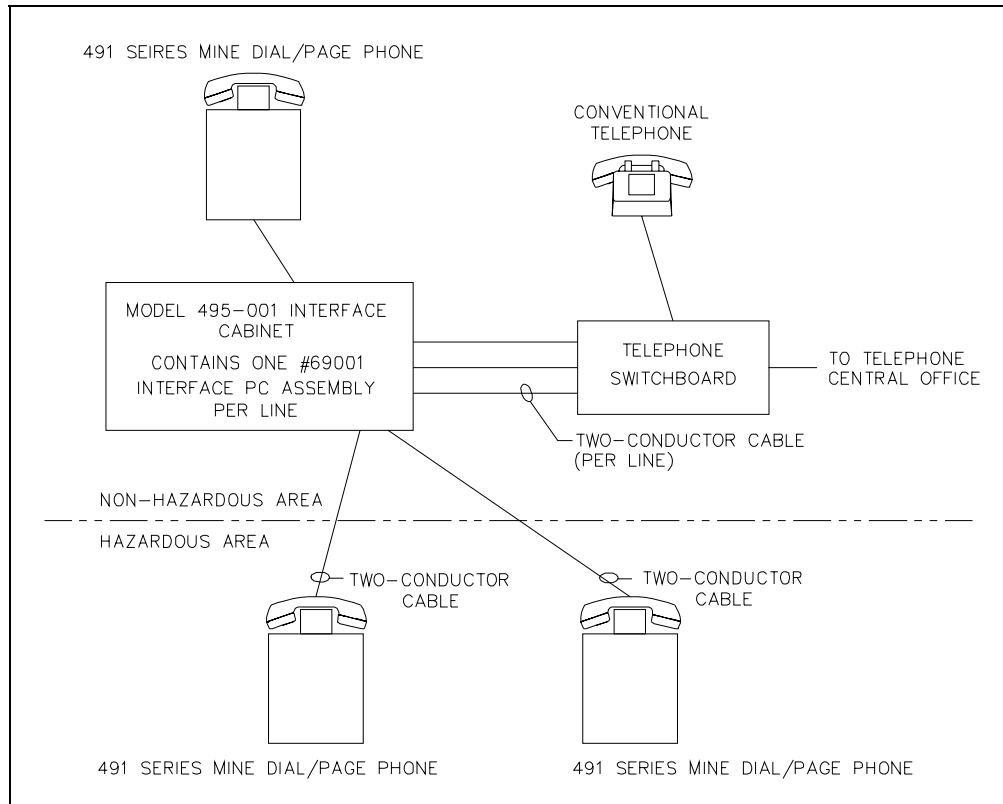 491 SEIRES MINE DIAL/PAGE PHONE
CONVENTIONAL
TELEPHONE
MODEL 495-001 INTERFACE
CABINET
CONTAINS ONE #69001
INTERFACE PC ASSEMBLY
PER LINE
TELEPHONE
SWITCHBOARD
TO TELEPHONE
CENTRAL OFFICE
TWO-CONDUCTOR CABLE
(PER LINE)
NON-HAZARDOUS AREA
HAZARDOUS AREA
TWO-CONDUCTOR
CABLE
TWO-CONDUCTOR
CABLE
491 SERIES MINE DIAL/PAGE PHONE
491 SERIES MINE DIAL/PAGE PHONE